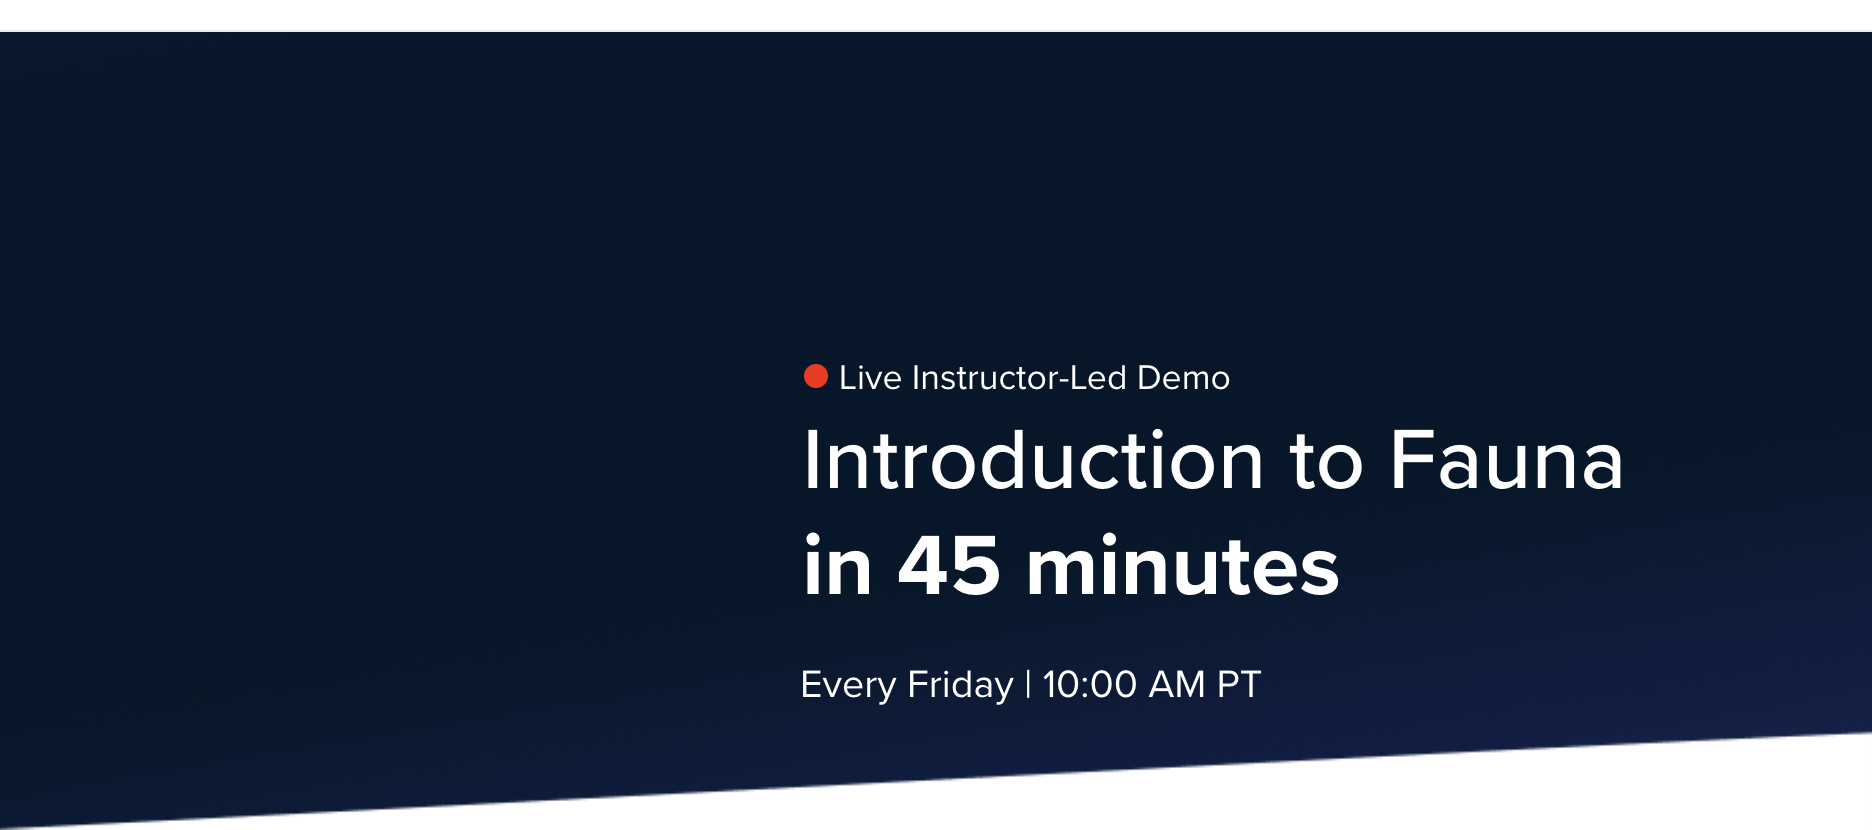 Live Instructor-Led Demo
Introduction to Fauna
in 45 minutes
Every Friday | 10:00 AM PT